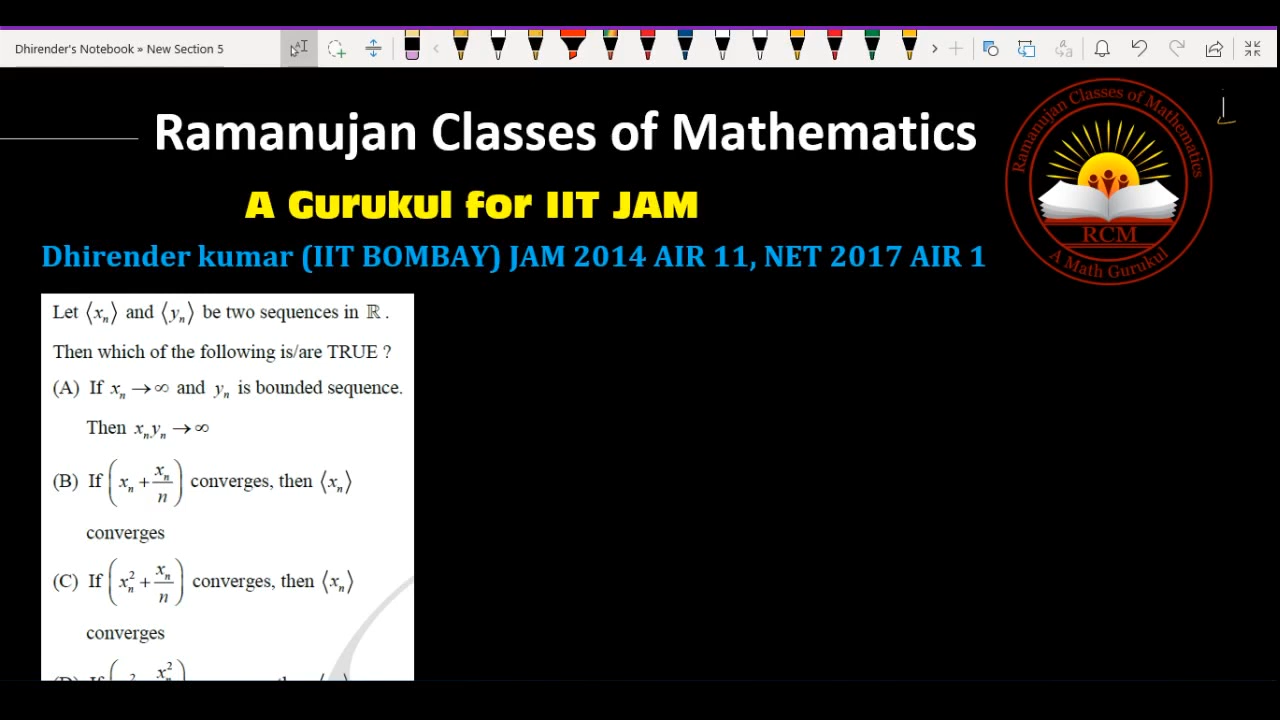 Dhirender's Notebook » New Section 5
Ramanujan Classes of Mathematics
A Gurukul for IIT JAM
Dhirender kumar (IIT BOMBAY) JAM 2014 AIR 11, NET 2017 AIR 1
Ramanujan Classes of Mathematics
RCM
A Math Gurukul
Let ⟨xₙ⟩ and ⟨yₙ⟩ be two sequences in ℝ.
Then which of the following is/are TRUE ?
(A) If xₙ → ∞ and yₙ is bounded sequence.
Then xₙyₙ → ∞
(B) If (xₙ + xₙ/n) converges, then ⟨xₙ⟩
converges
(C) If (xₙ² + xₙ/n) converges, then ⟨xₙ⟩
converges